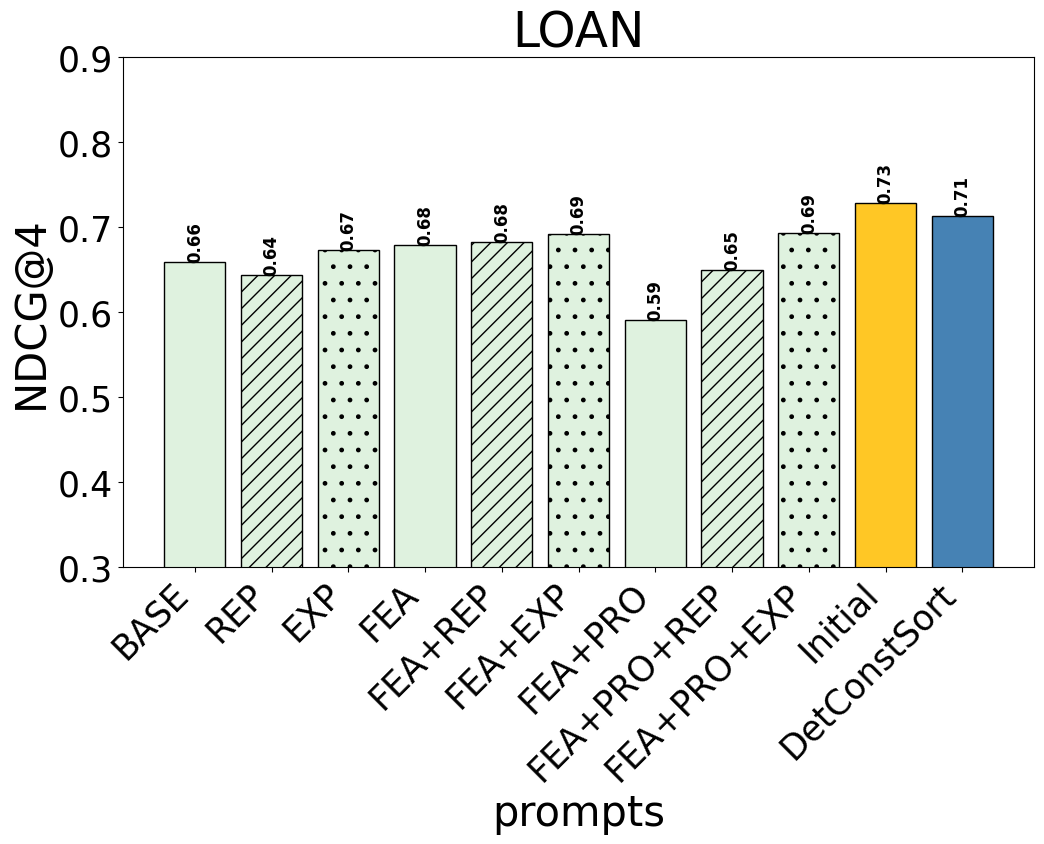 LOAN
NDCG@4
0.9
0.8
0.7
0.6
0.5
0.4
0.3
0.66
0.64
0.67
0.68
0.68
0.69
0.59
0.65
0.69
0.73
0.71
BASE
REP
EXP
FEA
FEA+REP
FEA+EXP
FEA+PRO
FEA+PRO+REP
FEA+PRO+EXP
Initial
DetConstSort
prompts